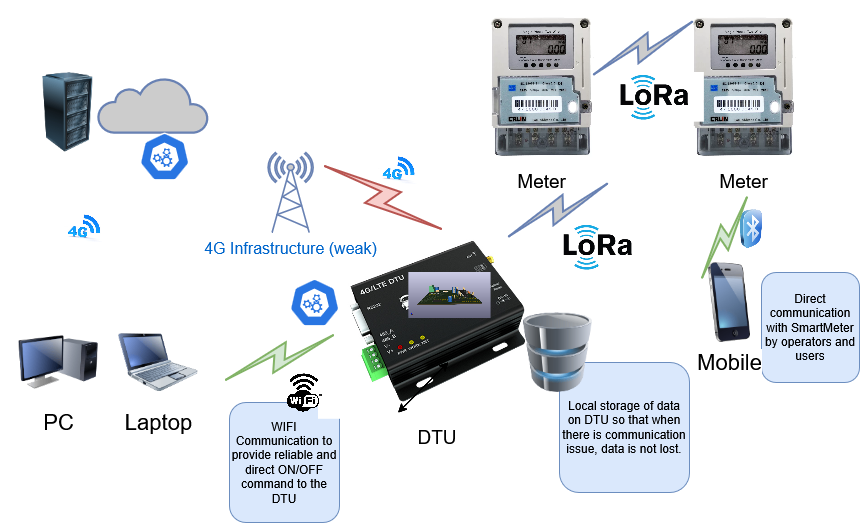 LoRa
Meter
Meter
4G
4G
4G Infrastructure (weak)
LoRa
4G/LTE DTU
485_A
485_B
V-
V+
Mobile
Direct
communication
with SmartMeter
by operators and
users
PC
Laptop
WiFi
DTU
WIFI
Communication to
provide reliable and
direct ON/OFF
command to the
DTU
Local storage of data
on DTU so that when
there is communication
issue, data is not lost.